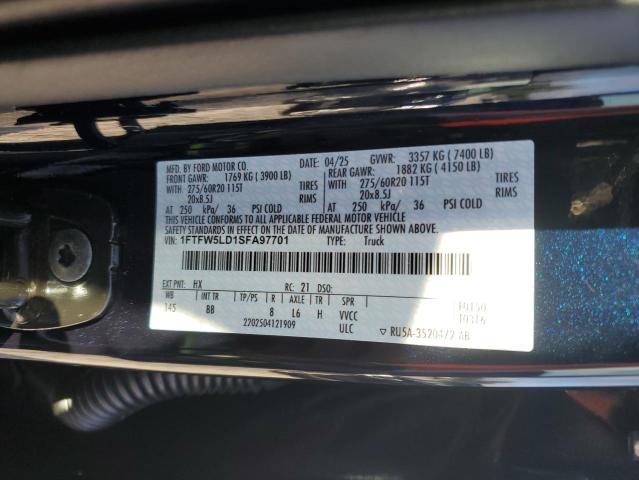 MFD. BY FORD MOTOR CO. 04/25 GVWR: 3357 KG ( 7400 LB)
FRONT GAWR: 1769 KG ( 3900 LB) REAR GAWR: 1882 KG ( 4150 LB)
WITH 275/60R20 115T TIRES WITH 275/60R20 115T TIRES
20x8.5J RIMS 20x8.5J RIMS
AT 250 kPa/ 36 PSI COLD AT 250 kPa/ 36 PSI COLD
THIS VEHICLE CONFORMS TO ALL APPLICABLE FEDERAL MOTOR VEHICLE
SAFETY STANDARDS IN EFFECT ON THE DATE OF MANUFACTURE SHOWN ABOVE.
VIN: 1FTFW5LD1SFA97701 TYPE: Truck
EXT PNT: HX RC: 21 DSO:
WB INT TR TP/PS R AXLE TR SPR
145 BB 8 L6 H VVCC F0150
2202504121909 ULC T0316
RU5A-3520472-AB